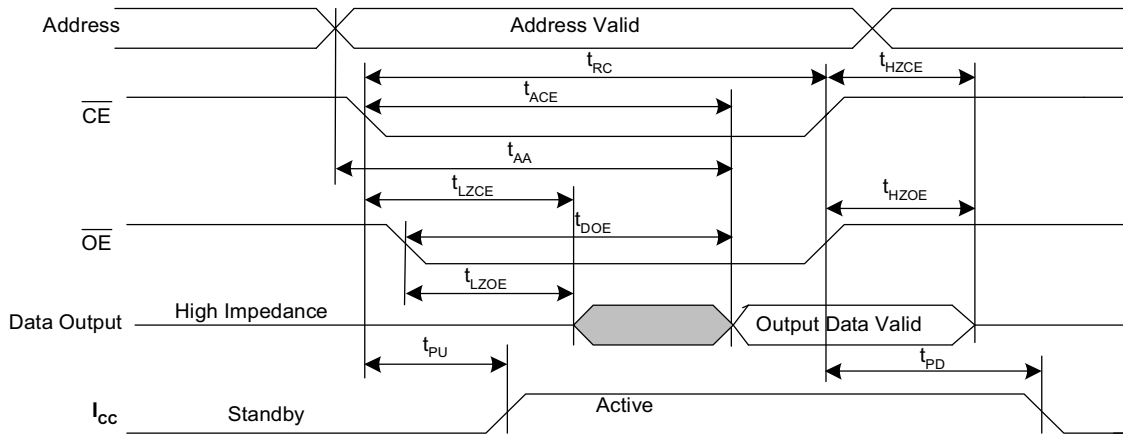 Address
Address Valid
tRC
tHZCE
tACE
CE
tAA
tLZCE
tHZOE
tDOE
OE
tLZOE
High Impedance
Data Output
Output Data Valid
tPU
tPD
ICC
Standby
Active